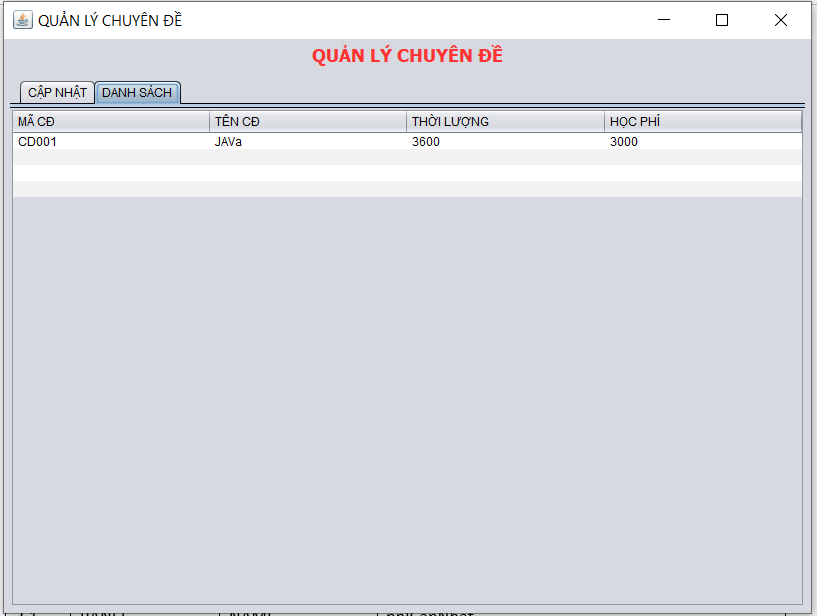 QUẢN LÝ CHUYÊN ĐỀ
QUẢN LÝ CHUYÊN ĐỀ
CẬP NHẬT DANH SÁCH
MÃ CĐ TÊN CĐ THỜI LƯỢNG HỌC PHÍ
CD001 JAVa 3600 3000